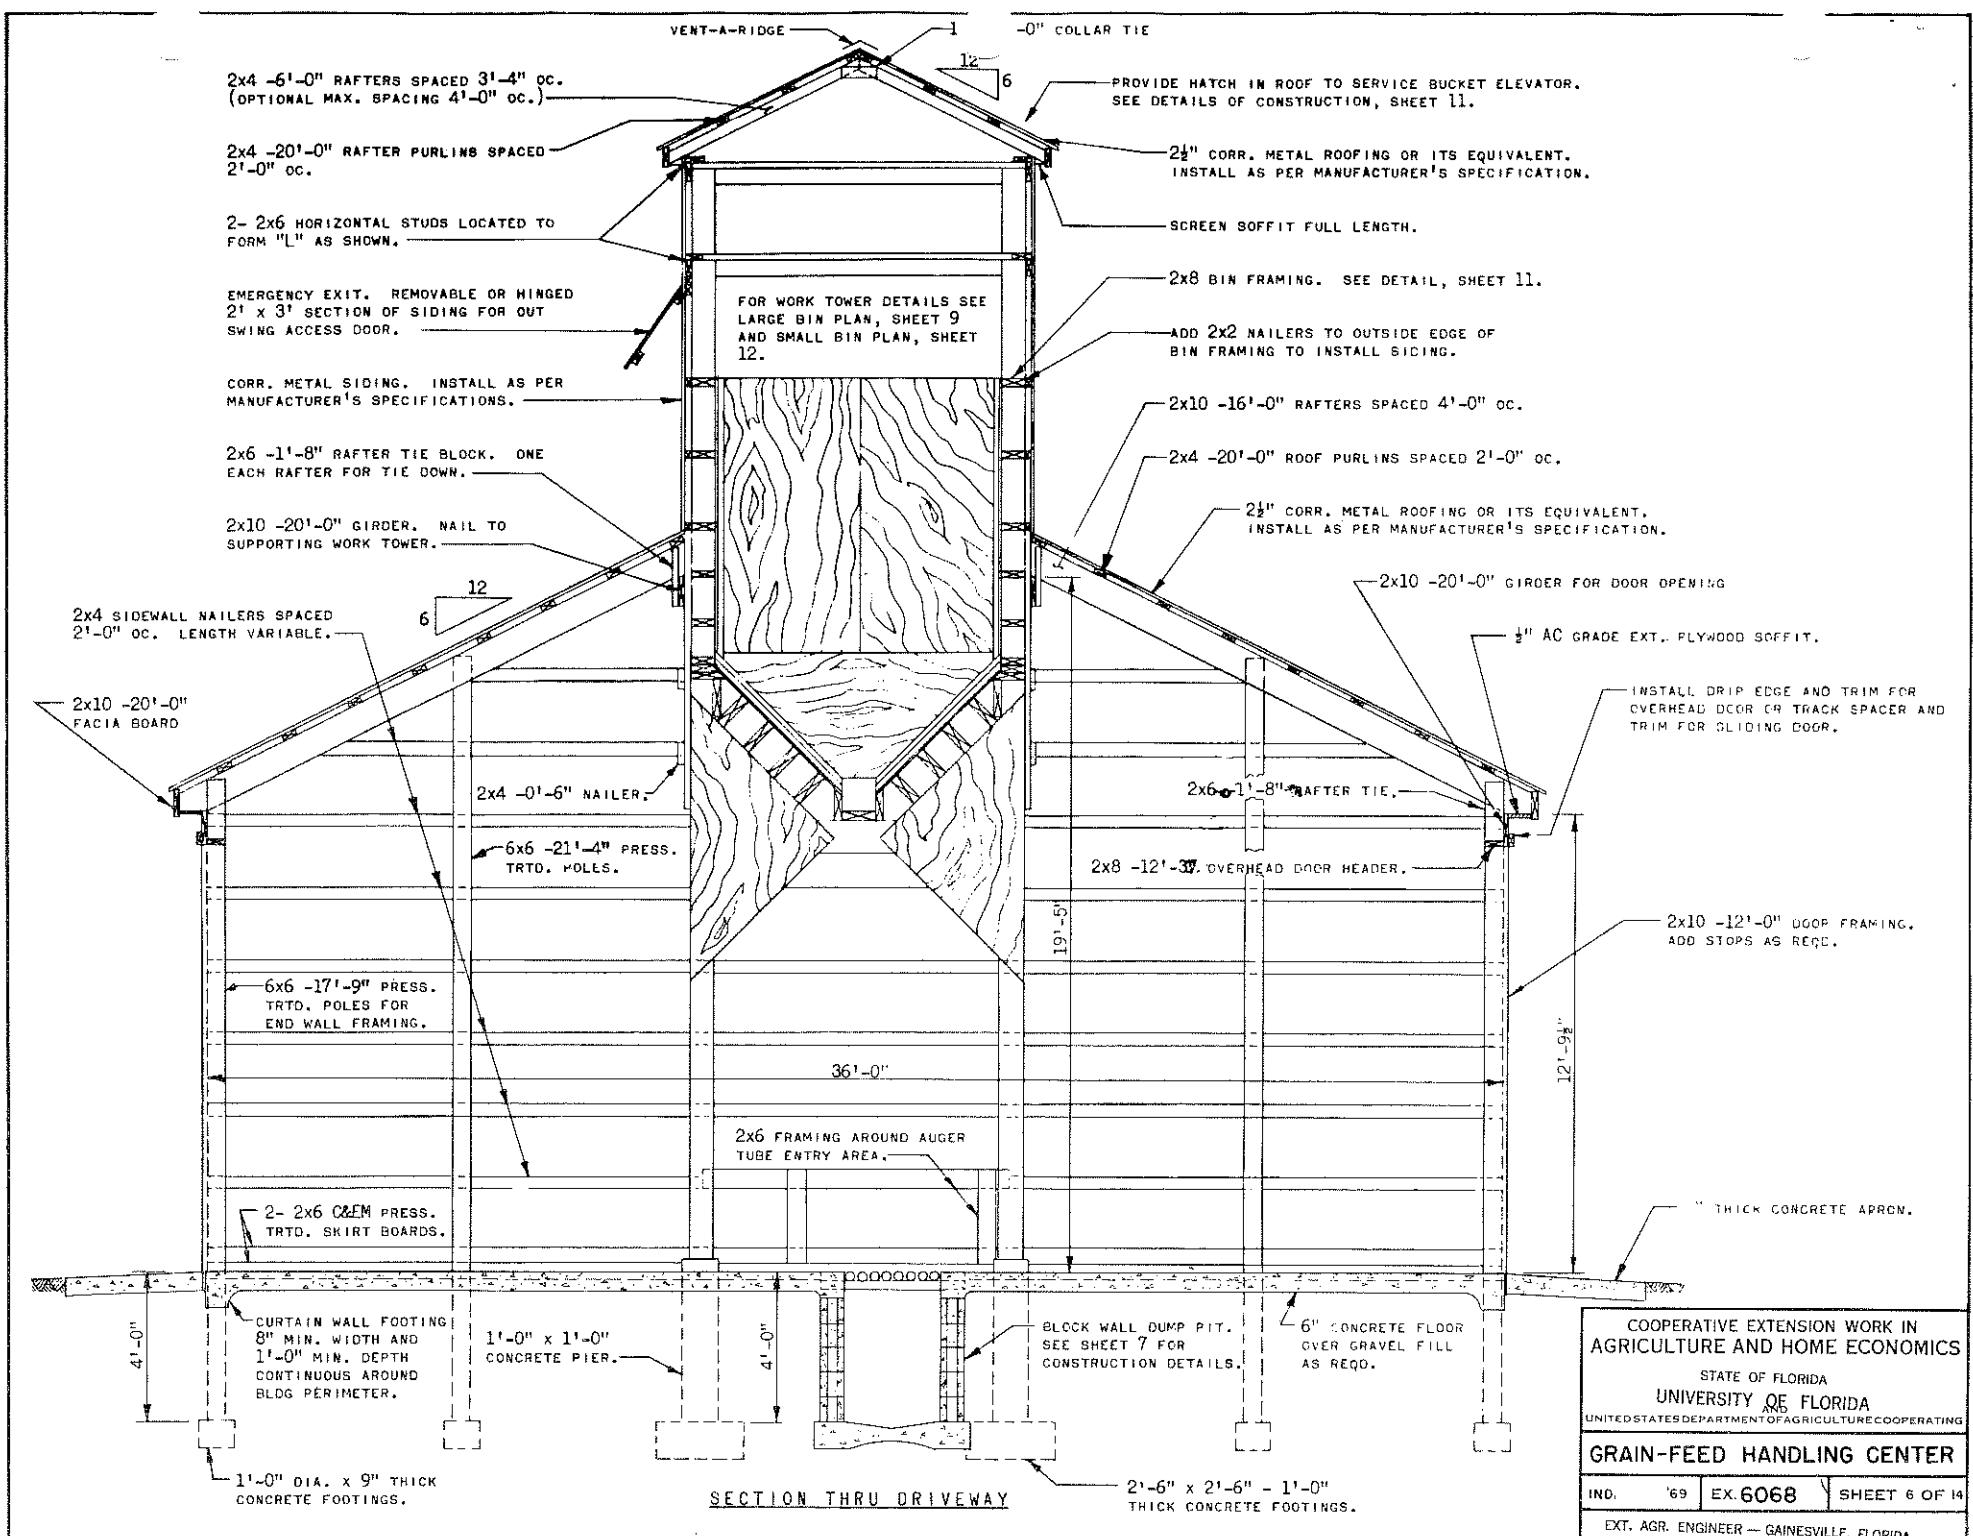 VENT-A-RIDGE
1 -0" COLLAR TIE
12
6
2x4 -6'-0" RAFTERS SPACED 3'-4" OC.
(OPTIONAL MAX. SPACING 4'-0" OC.)
PROVIDE HATCH IN ROOF TO SERVICE BUCKET ELEVATOR.
SEE DETAILS OF CONSTRUCTION, SHEET 11.
2x4 -20'-0" RAFTER PURLINS SPACED
2'-0" OC.
2½" CORR. METAL ROOFING OR ITS EQUIVALENT.
INSTALL AS PER MANUFACTURER'S SPECIFICATION.
2- 2x6 HORIZONTAL STUDS LOCATED TO
FORM "L" AS SHOWN.
SCREEN SOFFIT FULL LENGTH.
2x8 BIN FRAMING. SEE DETAIL, SHEET 11.
EMERGENCY EXIT. REMOVABLE OR HINGED
2' x 3' SECTION OF SIDING FOR OUT
SWING ACCESS DOOR.
FOR WORK TOWER DETAILS SEE
LARGE BIN PLAN, SHEET 9
AND SMALL BIN PLAN, SHEET
12.
ADD 2x2 NAILERS TO OUTSIDE EDGE OF
BIN FRAMING TO INSTALL SIDING.
CORR. METAL SIDING. INSTALL AS PER
MANUFACTURER'S SPECIFICATIONS.
2x10 -16'-0" RAFTERS SPACED 4'-0" OC.
2x6 -1'-8" RAFTER TIE BLOCK. ONE
EACH RAFTER FOR TIE DOWN.
2x4 -20'-0" ROOF PURLINS SPACED 2'-0" OC.
2x10 -20'-0" GIRDER. NAIL TO
SUPPORTING WORK TOWER.
2½" CORR. METAL ROOFING OR ITS EQUIVALENT.
INSTALL AS PER MANUFACTURER'S SPECIFICATION.
12
6
2x10 -20'-0" GIRDER FOR DOOR OPENING
2x4 SIDEWALL NAILERS SPACED
2'-0" OC. LENGTH VARIABLE.
½" AC GRADE EXT. PLYWOOD SOFFIT.
2x10 -20'-0"
FACIA BOARD
INSTALL DRIP EDGE AND TRIM FOR
OVERHEAD DOOR OR TRACK SPACER AND
TRIM FOR SLIDING DOOR.
2x4 -0'-6" NAILER.
2x6 -1'-8" RAFTER TIE.
6x6 -21'-4" PRESS.
TRTD. POLES.
2x8 -12'- OVERHEAD DOOR HEADER.
19'-5"
2x10 -12'-0" DOOR FRAMING.
ADD STOPS AS REQD.
6x6 -17'-9" PRESS.
TRTD. POLES FOR
END WALL FRAMING.
12'-9½"
36'-0"
2x6 FRAMING AROUND AUGER
TUBE ENTRY AREA.
2- 2x6 C&EM PRESS.
TRTD. SKIRT BOARDS.
" THICK CONCRETE APRON.
4'-0"
CURTAIN WALL FOOTING
8" MIN. WIDTH AND
1'-0" MIN. DEPTH
CONTINUOUS AROUND
BLDG PERIMETER.
1'-0" x 1'-0"
CONCRETE PIER.
4'-0"
BLOCK WALL DUMP PIT.
SEE SHEET 7 FOR
CONSTRUCTION DETAILS.
6" CONCRETE FLOOR
OVER GRAVEL FILL
AS REQD.
1'-0" DIA. x 9" THICK
CONCRETE FOOTINGS.
SECTION THRU DRIVEWAY
2'-6" x 2'-6" - 1'-0"
THICK CONCRETE FOOTINGS.
COOPERATIVE EXTENSION WORK IN
AGRICULTURE AND HOME ECONOMICS
STATE OF FLORIDA
UNIVERSITY OF FLORIDA
AND
UNITED STATES DEPARTMENT OF AGRICULTURE COOPERATING
GRAIN-FEED HANDLING CENTER
IND. '69 EX. 6068 SHEET 6 OF 14
EXT. AGR. ENGINEER — GAINESVILLE, FLORIDA